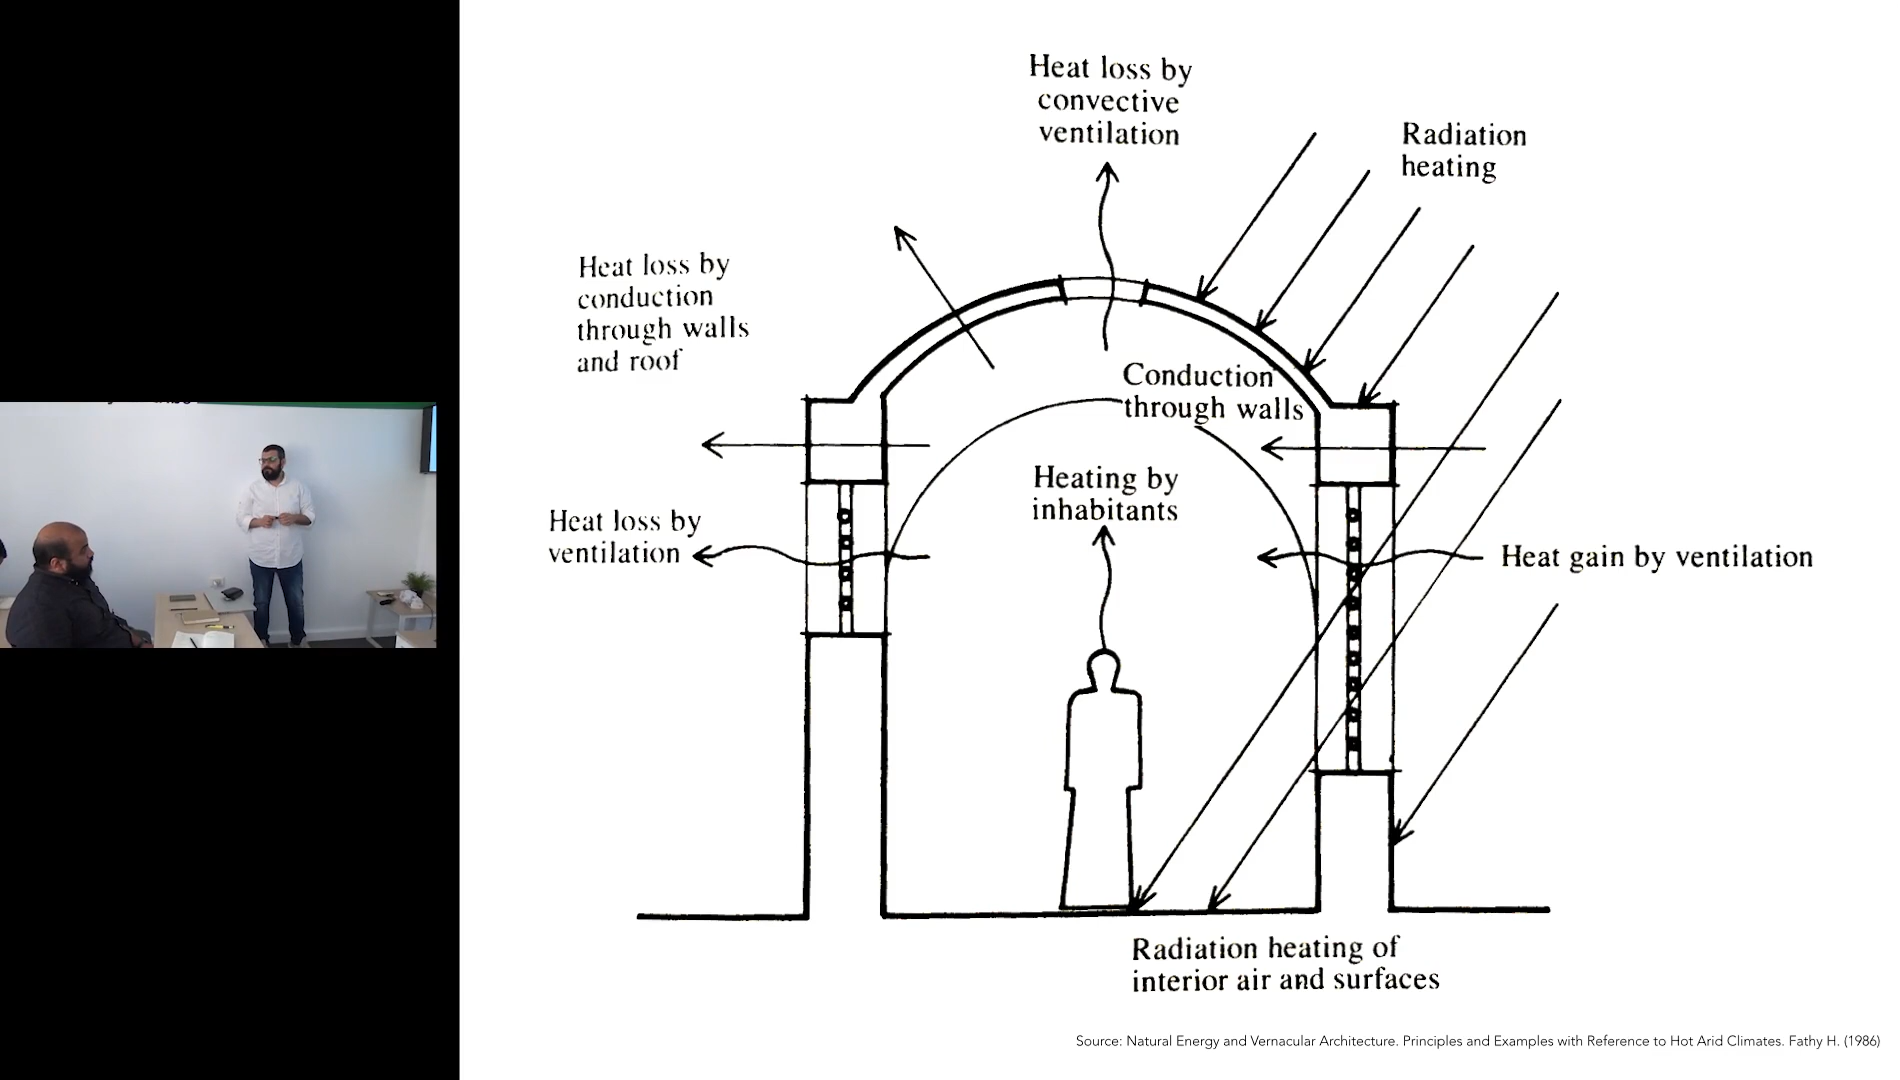 Heat loss by
convective
ventilation
Radiation
heating
Heat loss by
conduction
through walls
and roof
Conduction
through walls
Heating by
inhabitants
Heat loss by
ventilation
Heat gain by ventilation
Radiation heating of
interior air and surfaces
Source: Natural Energy and Vernacular Architecture. Principles and Examples with Reference to Hot Arid Climates. Fathy H. (1986)